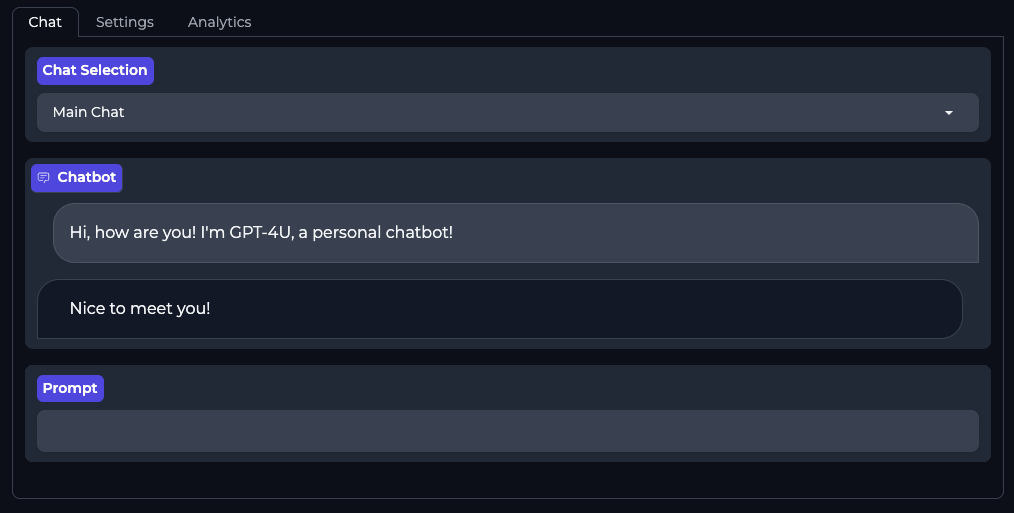 Chat Settings Analytics
Chat Selection
Main Chat
Chatbot
Hi, how are you! I'm GPT-4U, a personal chatbot!
Nice to meet you!
Prompt